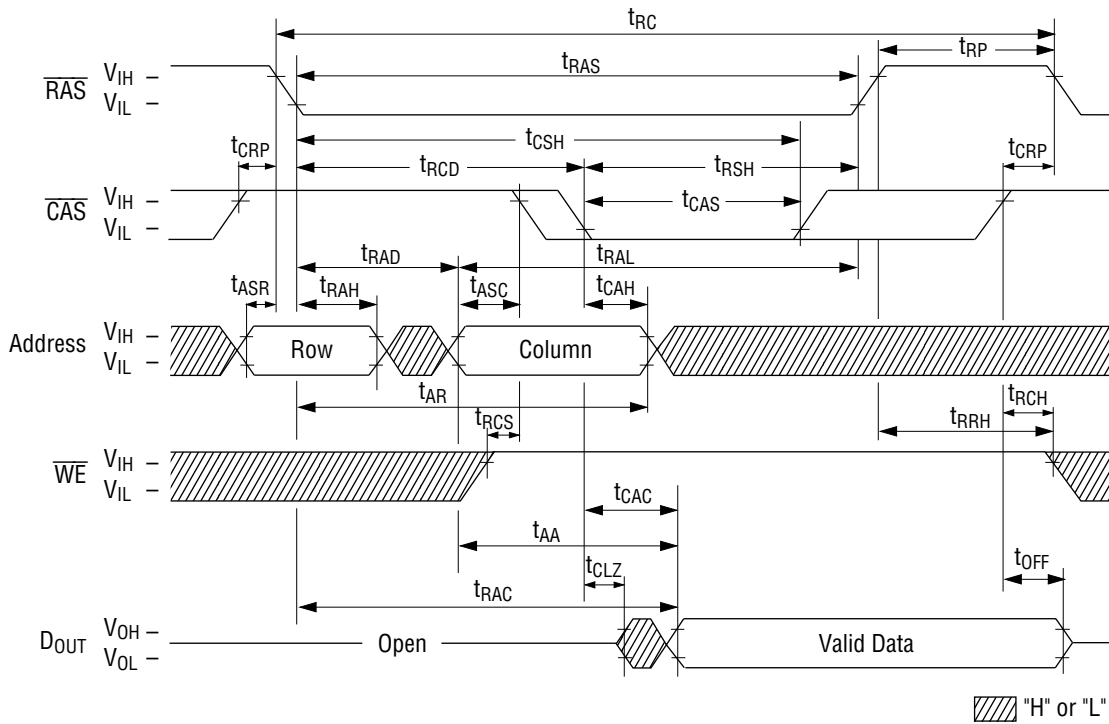 tRC
tRP
tRAS
RAS VIH
VIL
tCSH
tCRP tRCD tRSH tCRP
CAS VIH
VIL
tCAS
tRAD tRAL
tASR tRAH tASC tCAH
Address VIH
VIL
Row Column
tAR
tRCS tRCH
tRRH
WE VIH
VIL
tCAC
tAA
tCLZ tOFF
tRAC
DOUT VOH
VOL
Open Valid Data
"H" or "L"